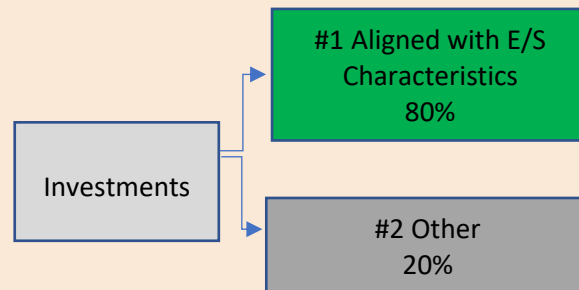 #1 Aligned with E/S
Characteristics
80%
Investments
#2 Other
20%